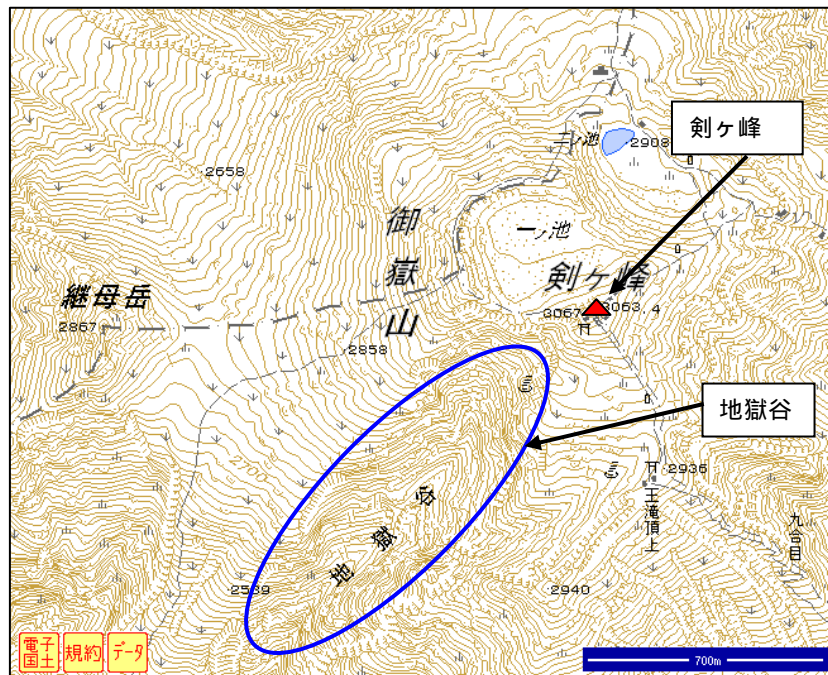 剣ヶ峰
二ノ池
2908
2658
一ノ池
御嶽山
剣ヶ峰
継母岳
3067
3063.4
2867
2858
地獄谷
2936
王滝頂上
九合目
地獄谷
2940
電子国土
規約
データ
700m